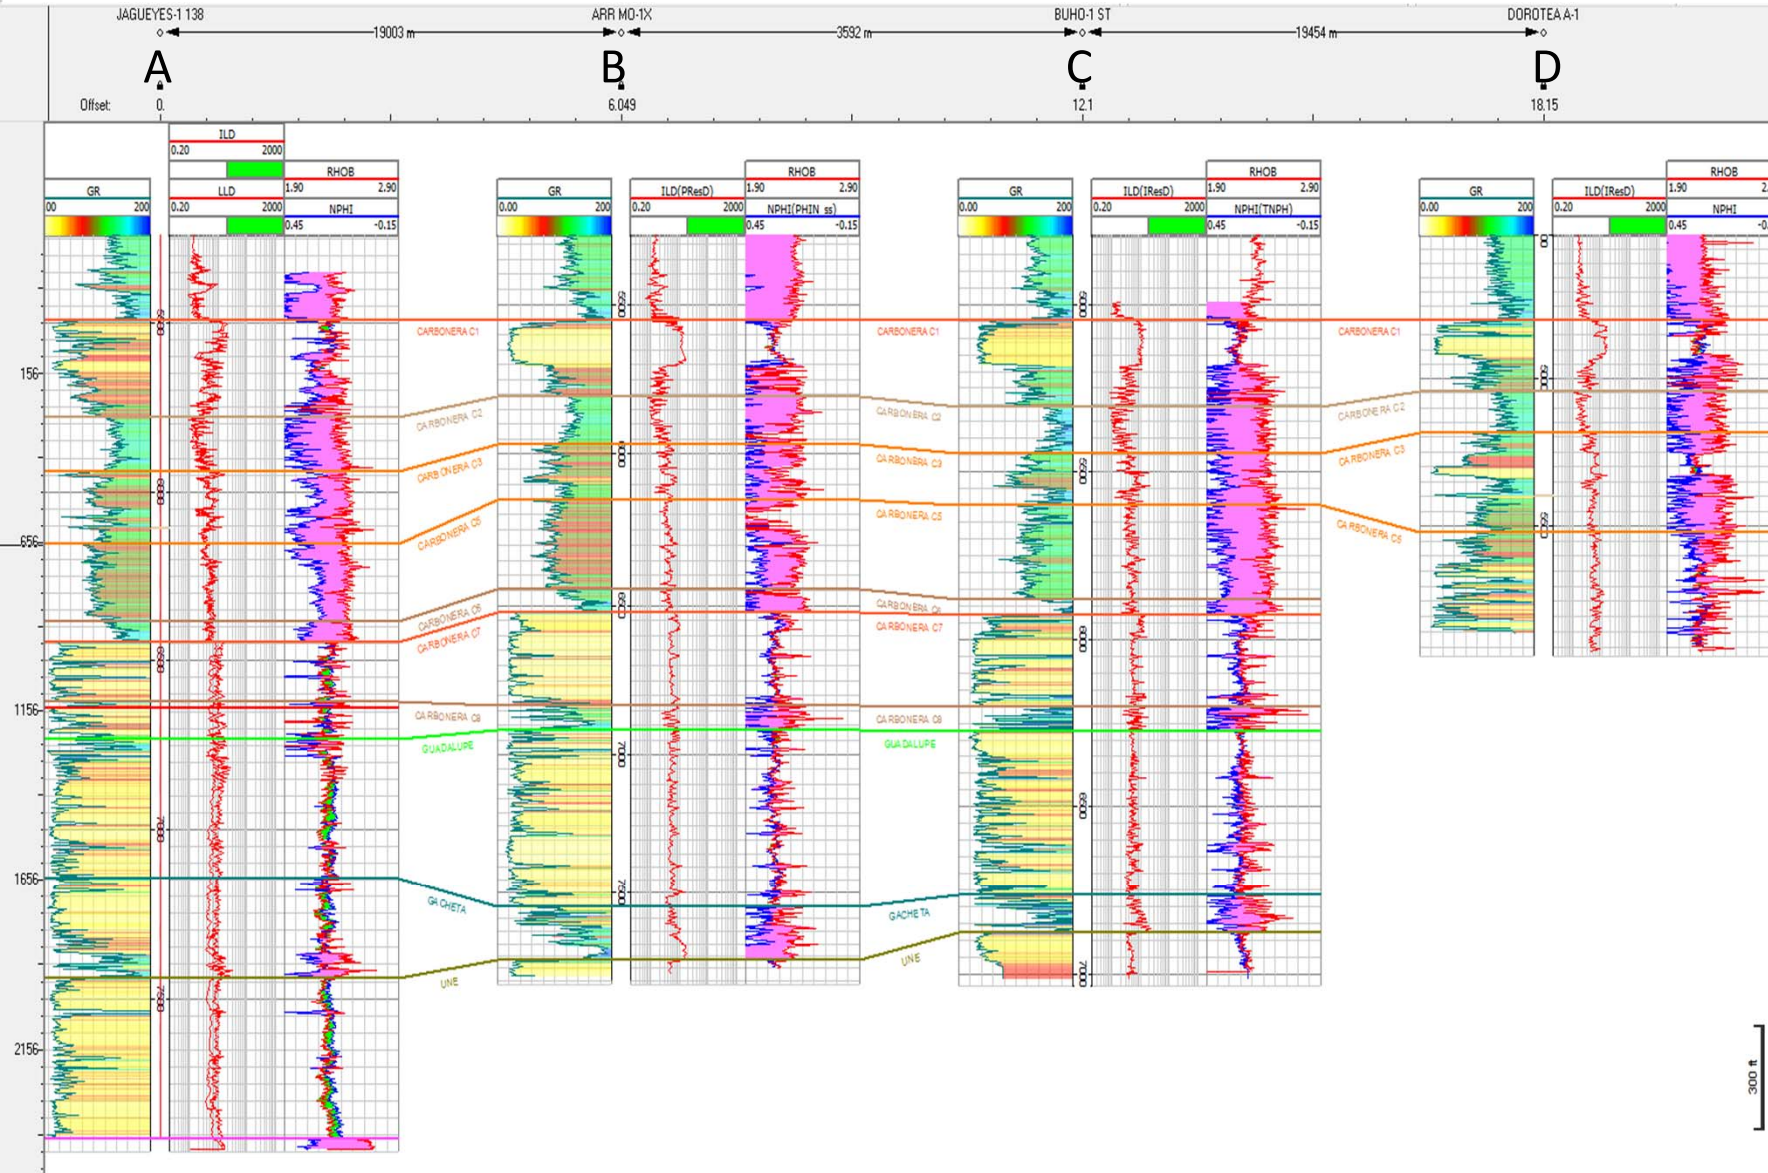 JAGUEYES-1 138 ARR MO-1X BUHO-1 ST DOROTEA A-1
19003 m 3592 m 19454 m
A B C D
Offset: 0. 6.049 12.1 18.15
ILD
0.20 2000
RHOB RHOB RHOB RHOB
1.90 2.90 1.90 2.90 1.90 2.90 1.90
GR LLD GR ILD(PResD) GR ILD(IResD) GR ILD(IResD)
00 200 0.20 2000 0.00 200 0.20 2000 0.00 200 0.20 2000 0.00 200 0.20 2000
NPHI NPHI(PHIN_ss) NPHI(TNPH) NPHI
0.45 -0.15 0.45 -0.15 0.45 -0.15 0.45
CARBONERA C1 CARBONERA C1 CARBONERA C1
156
CARBONERA C2 CARBONERA C2 CARBONERA C2
CARBONERA C3 CARBONERA C3 CARBONERA C3
CARBONERA C5 CARBONERA C5 CARBONERA C5
656
CARBONERA C6
CARBONERA C7 CARBONERA C7
1156
CARBONERA C8 CARBONERA C8
GUADALUPE GUADALUPE
1656
GACHETA GACHETA
UNE UNE
2156
300 ft